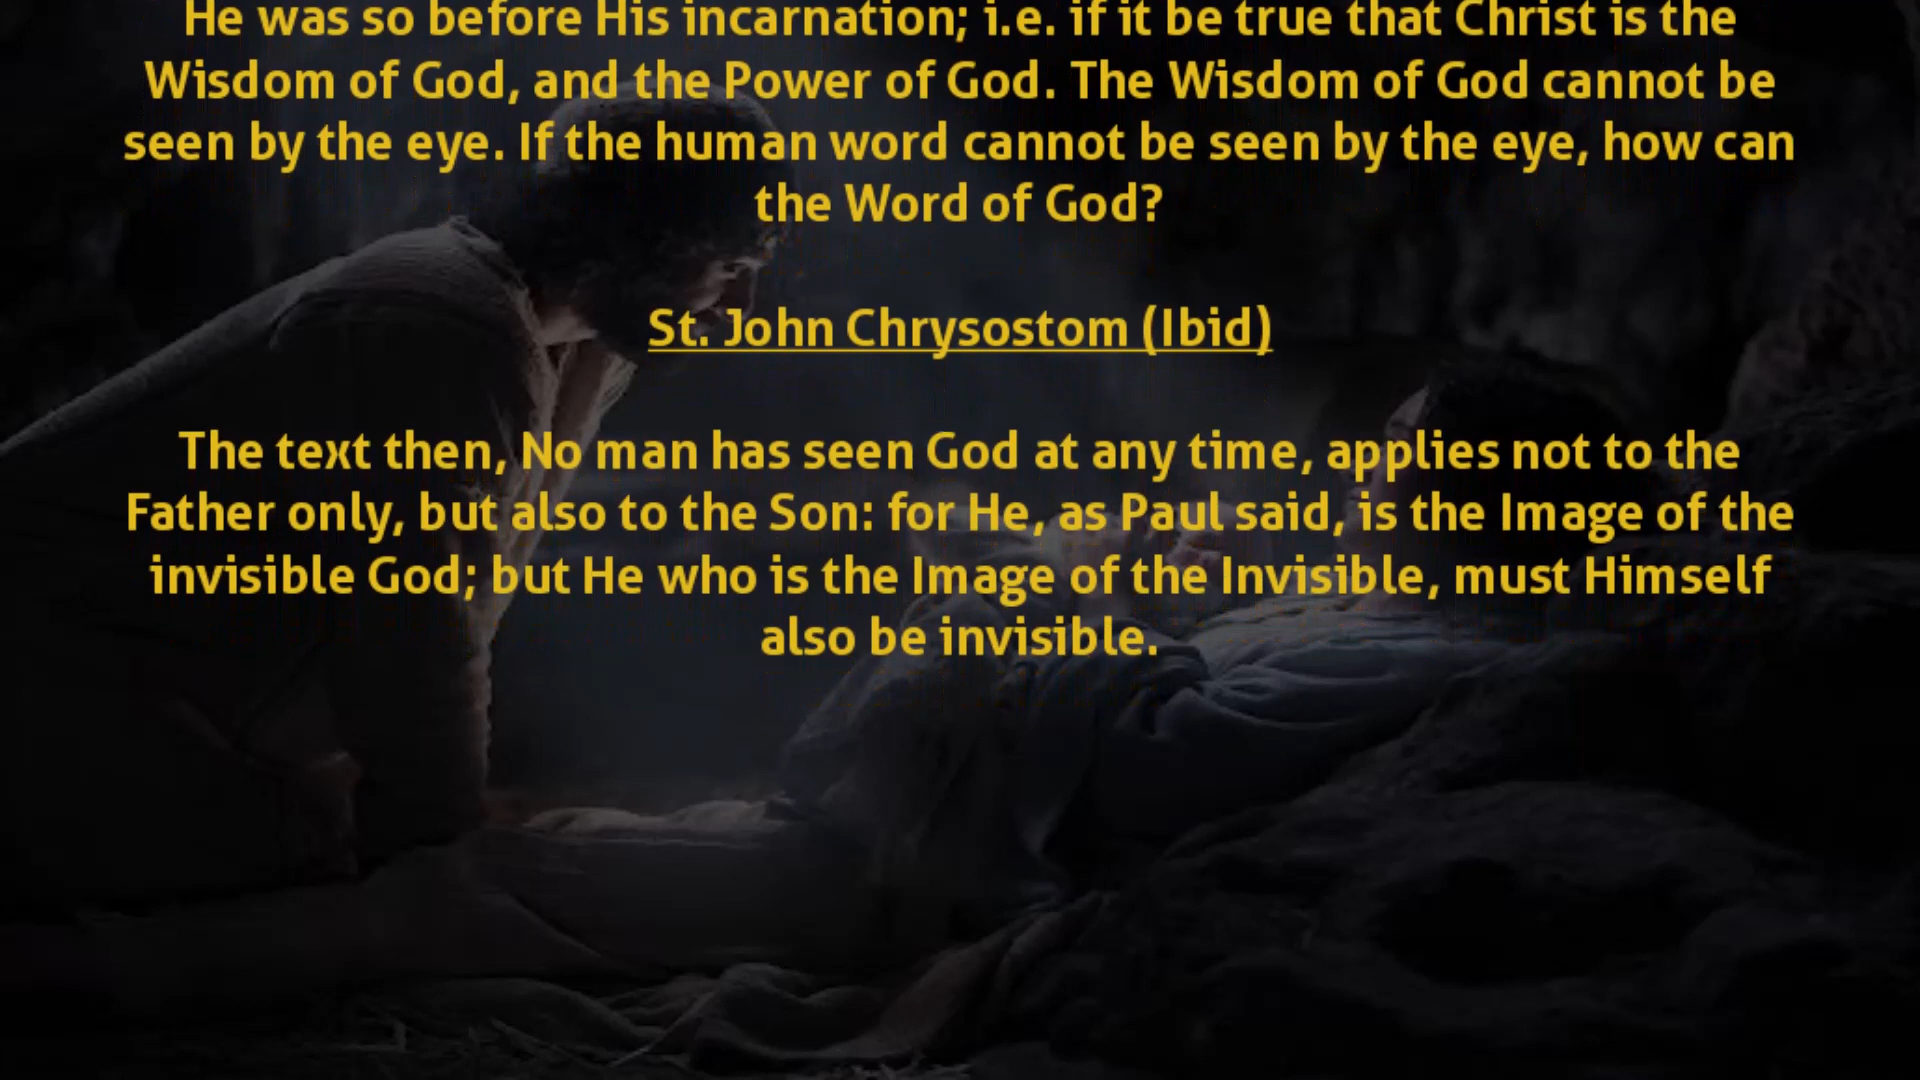 He was so before His incarnation; i.e. if it be true that Christ is the
Wisdom of God, and the Power of God. The Wisdom of God cannot be
seen by the eye. If the human word cannot be seen by the eye, how can
the Word of God?
St. John Chrysostom (Ibid)
The text then, No man has seen God at any time, applies not to the
Father only, but also to the Son: for He, as Paul said, is the Image of the
invisible God; but He who is the Image of the Invisible, must Himself
also be invisible.